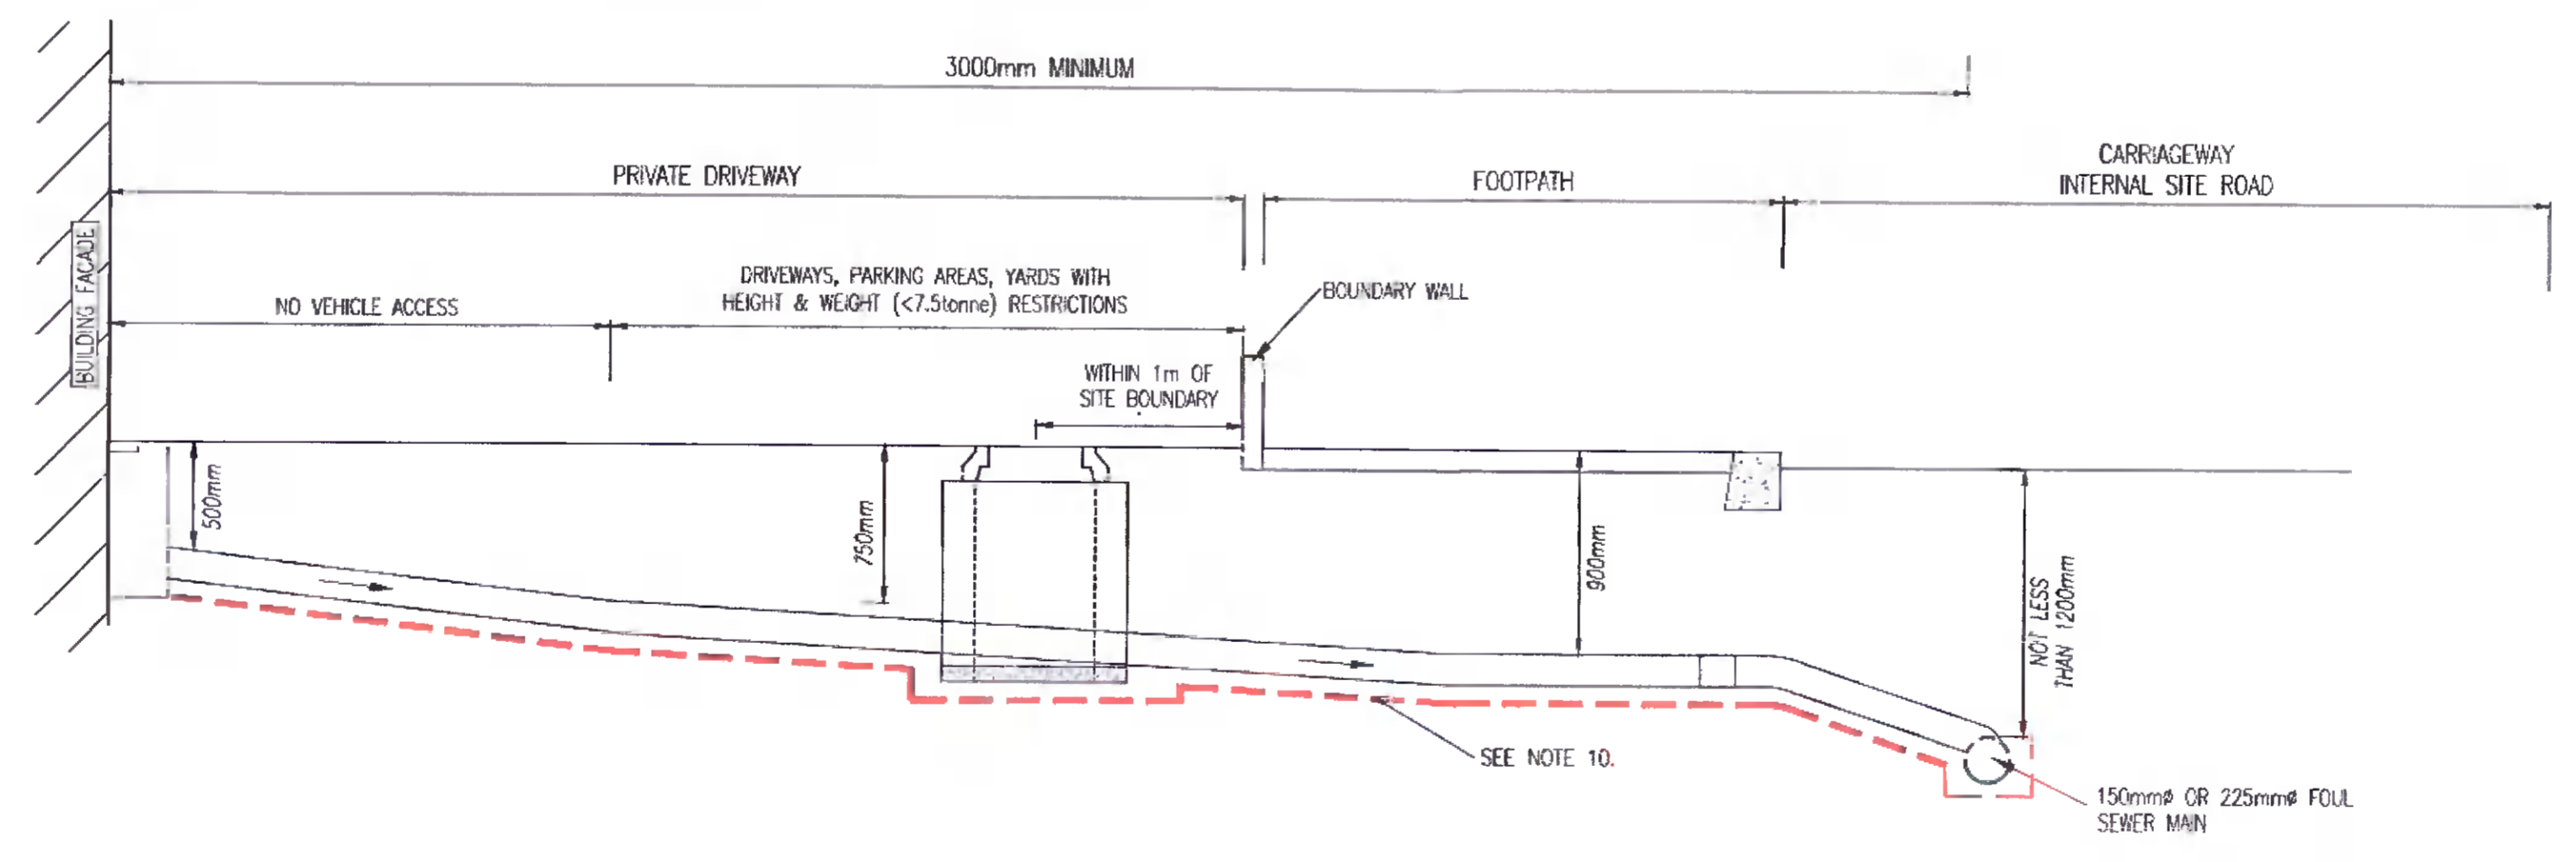 3000mm MINIMUM
CARRIAGEWAY
INTERNAL SITE ROAD
PRIVATE DRIVEWAY
FOOTPATH
BUILDING FACADE
DRIVEWAYS, PARKING AREAS, YARDS WITH
HEIGHT & WEIGHT (<7.5tonne) RESTRICTIONS
NO VEHICLE ACCESS
BOUNDARY WALL
WITHIN 1m OF
SITE BOUNDARY
500mm
750mm
900mm
NOT LESS
THAN 1200mm
SEE NOTE 10.
150mmø OR 225mmø FOUL
SEWER MAIN